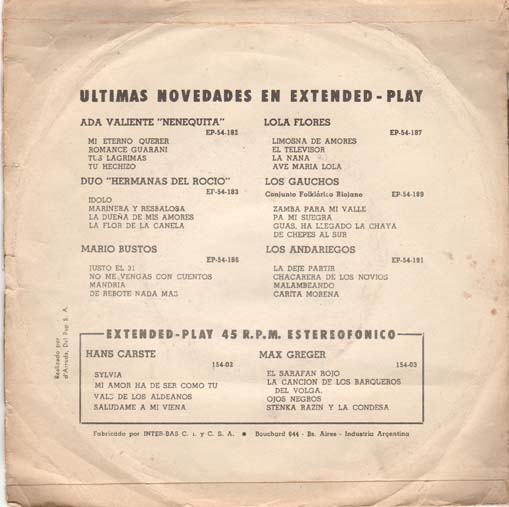 ULTIMAS NOVEDADES EN EXTENDED-PLAY
ADA VALIENTE "NENEQUITA"
EP-54-182
MI ETERNO QUERER
ROMANCE GUARANI
TUS LAGRIMAS
TU HECHIZO
LOLA FLORES
EP-54-187
LIMOSNA DE AMORES
EL TELEVISOR
LA NANA
AVE MARIA LOLA
DUO "HERMANAS DEL ROCIO"
EP-54-183
IDOLO
MARINERA Y RESBALOSA
LA DUEÑA DE MIS AMORES
LA FLOR DE LA CANELA
LOS GAUCHOS
Conjunto Folklórico Riojano EP-54-189
ZAMBA PARA MI VALLE
PA MI SUEGRA
GUAS, HA LLEGADO LA CHAYA
DE CHEPES AL SUR
MARIO BUSTOS
EP-54-186
JUSTO EL 31
NO ME VENGAS CON CUENTOS
MANDRIA
DE REBOTE NADA MAS
LOS ANDARIEGOS
EP-54-191
LA DEJE PARTIR
CHACARERA DE LOS NOVIOS
MALAMBEANDO
CARITA MORENA
EXTENDED-PLAY 45 R.P.M. ESTEREOFONICO
HANS CARSTE
154-02
SYLVIA
MI AMOR HA DE SER COMO TU
VALS DE LOS ALDEANOS
SALUDAME A MI VIENA
MAX GREGER
154-03
EL SARAFAN ROJO
LA CANCION DE LOS BARQUEROS
DEL VOLGA.
OJOS NEGROS
STENKA RAZIN Y LA CONDESA
Fabricado por INTER-BAS C. I. y C. S. A. ● Bouchard 644 - Bs. Aires - Industria Argentina
Realizado por
d'Arruda, Del Pop S. A.